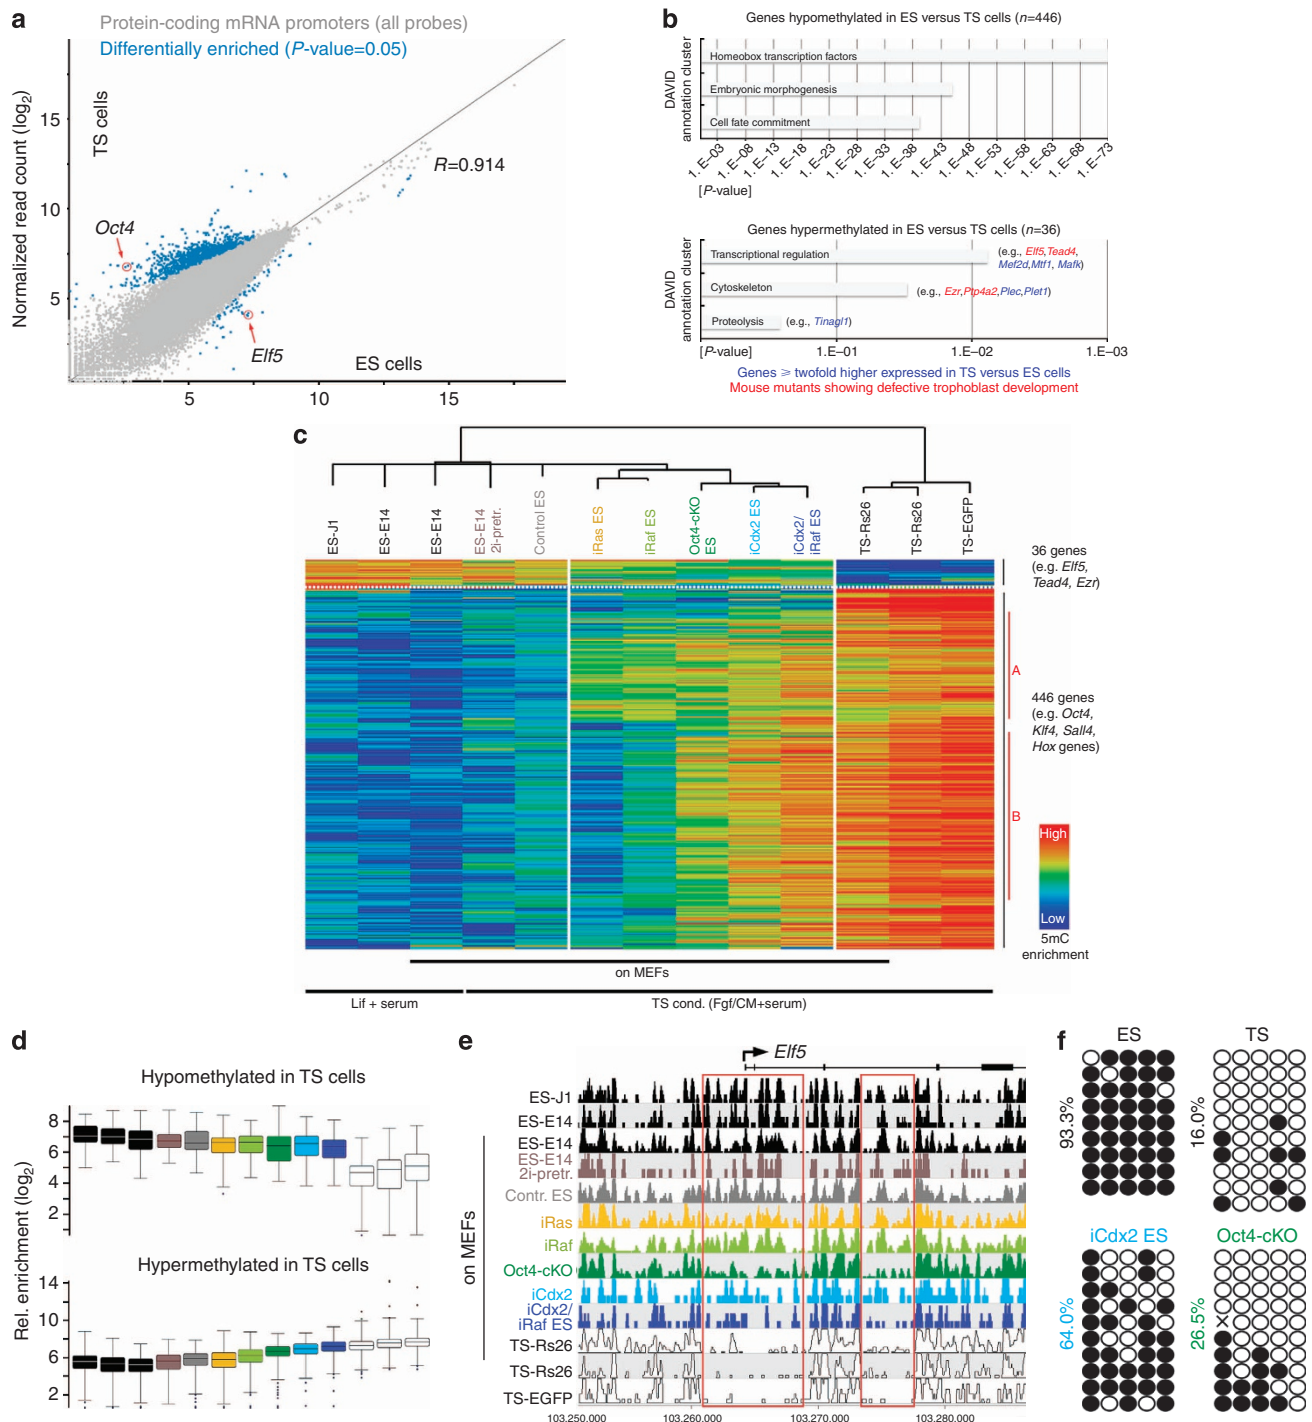 a
Protein-coding mRNA promoters (all probes)
Differentially enriched (P-value=0.05)
Normalized read count (log2)
TS cells
15
10
5
R=0.914
Oct4
Elf5
ES cells
5
10
15
b
Genes hypomethylated in ES versus TS cells (n=446)
DAVID
annotation cluster
Homeobox transcription factors
Embryonic morphogenesis
Cell fate commitment
1.E–03
1.E–08
1.E–13
1.E–18
1.E–23
1.E–28
1.E–33
1.E–38
1.E–43
1.E–48
1.E–53
1.E–58
1.E–63
1.E–68
1.E–73
[P-value]
Genes hypermethylated in ES versus TS cells (n=36)
DAVID
annotation cluster
Transcriptional regulation
(e.g., Elf5,Tead4,
Mef2d,Mtf1, Mafk)
Cytoskeleton
(e.g., Ezr,Ptp4a2,Plec,Plet1)
Proteolysis
(e.g., Tinagl1)
[P-value]
1.E–01
1.E–02
1.E–03
Genes ⩾ twofold higher expressed in TS versus ES cells
Mouse mutants showing defective trophoblast development
c
ES-J1
ES-E14
ES-E14
ES-E14
2i-pretr.
Control ES
iRas ES
iRaf ES
Oct4-cKO
ES
iCdx2 ES
iCdx2/
iRaf ES
TS-Rs26
TS-Rs26
TS-EGFP
36 genes
(e.g. Elf5,
Tead4, Ezr)
A
446 genes
(e.g. Oct4,
Klf4, Sall4,
Hox genes)
B
High
Low
5mC
enrichment
on MEFs
Lif + serum
TS cond. (Fgf/CM+serum)
d
Rel. enrichment (log2)
Hypomethylated in TS cells
8
6
4
2
Hypermethylated in TS cells
14
10
6
2
e
Elf5
on MEFs
ES-J1
ES-E14
ES-E14
ES-E14
2i-pretr.
Contr. ES
iRas
iRaf
Oct4-cKO
iCdx2
iCdx2/
iRaf ES
TS-Rs26
TS-Rs26
TS-EGFP
103.250.000
103.260.000
103.270.000
103.280.000
f
ES
TS
93.3%
16.0%
iCdx2 ES
Oct4-cKO
64.0%
26.5%